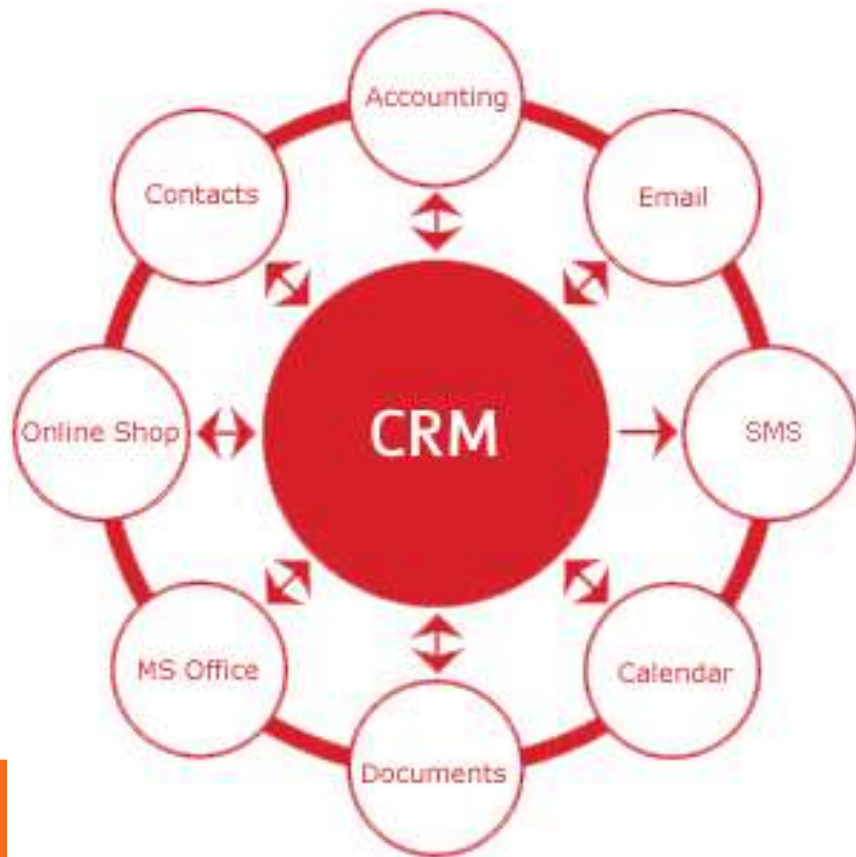 Accounting
Contacts
Email
Online Shop
CRM
SMS
MS Office
Calendar
Documents